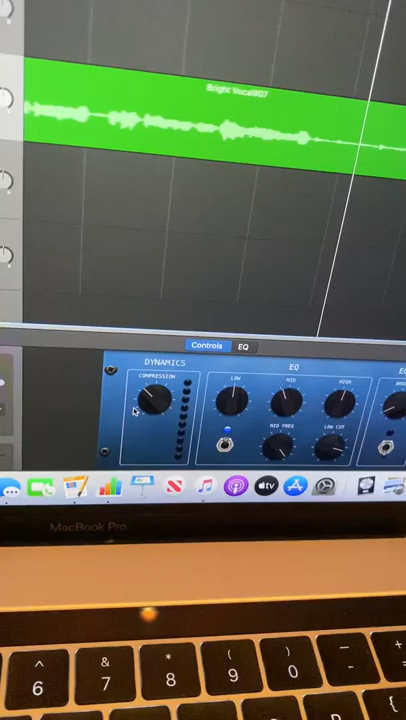 Bright Vocal#07
Controls
EQ
DYNAMICS
COMPRESSION
EQ
LOW
MID
HIGH
MID FREQ
LOW CUT
tv
MacBook Pro
^
&
*
(
)
6
7
8
9
0
P